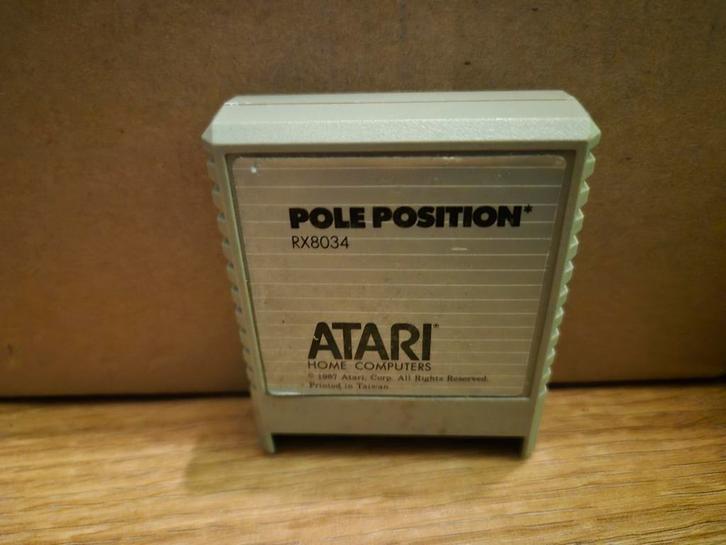 POLE POSITION*
RX8034
ATARI®
HOME COMPUTERS
© 1987 Atari, Corp. All Rights Reserved.
Printed in Taiwan